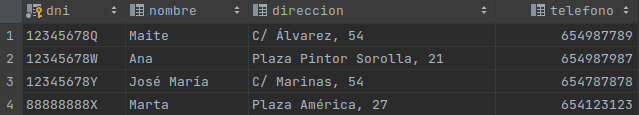 dni nombre direccion telefono
1 12345678Q Maite C/ Álvarez, 54 654987789
2 12345678W Ana Plaza Pintor Sorolla, 21 654987987
3 12345678Y José María C/ Marinas, 54 654787878
4 88888888X Marta Plaza América, 27 654123123